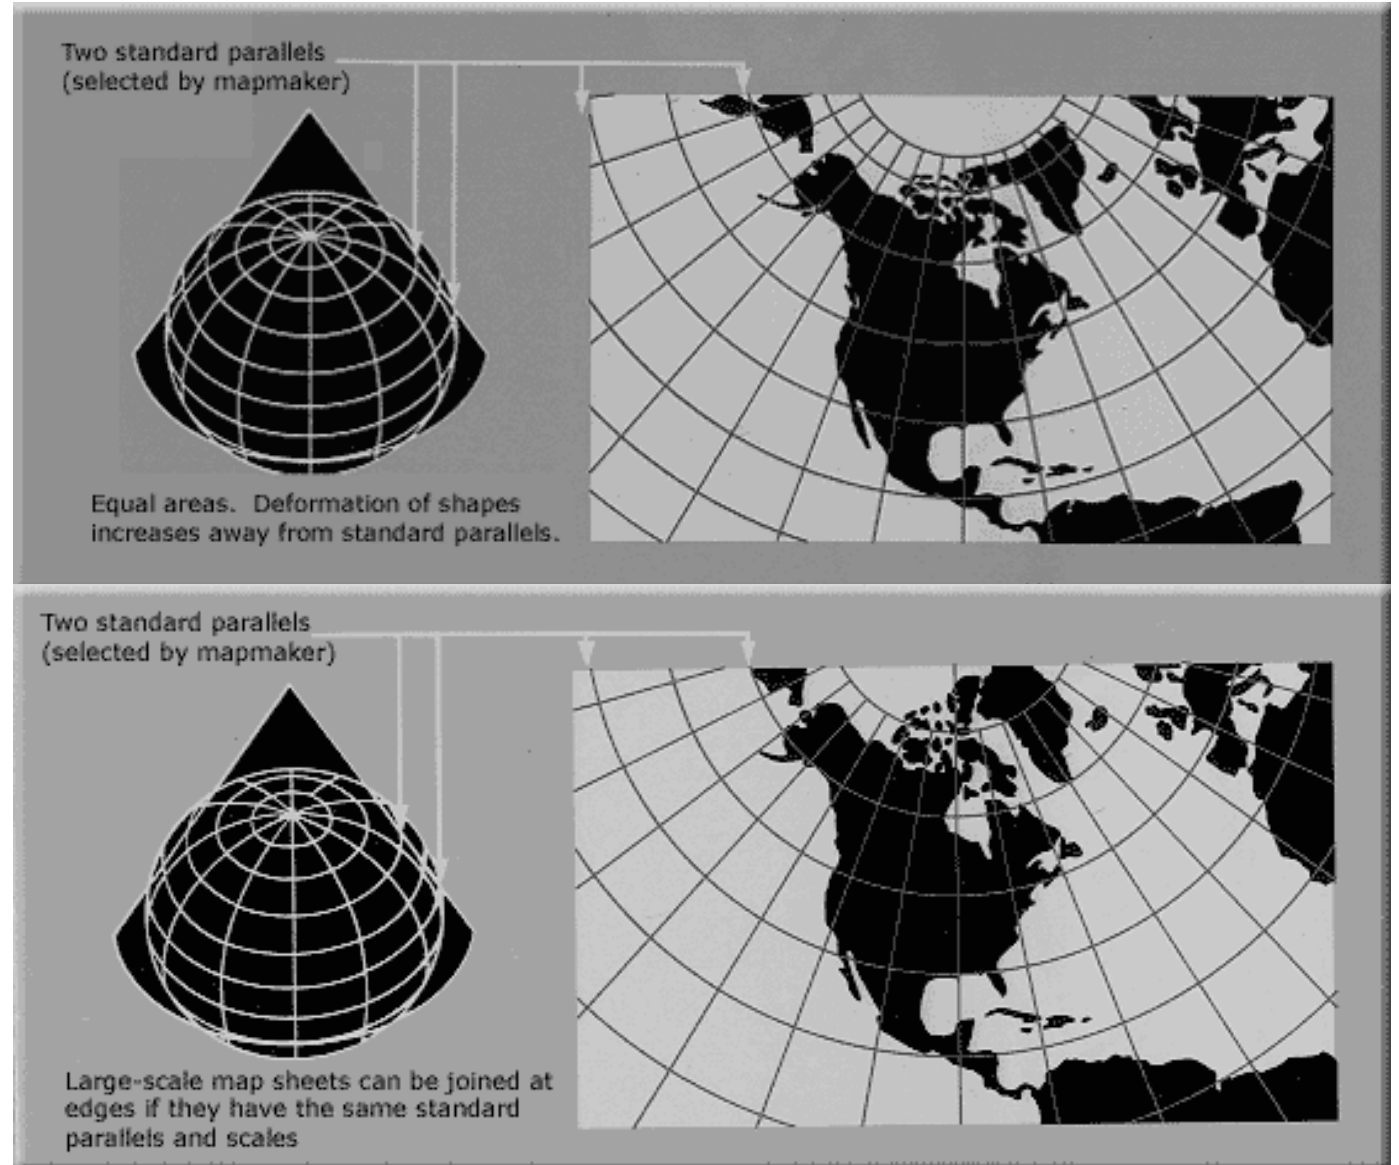 Two standard parallels
(selected by mapmaker)
Equal areas.  Deformation of shapes
increases away from standard parallels.
Two standard parallels
(selected by mapmaker)
Large-scale map sheets can be joined at
edges if they have the same standard
parallels and scales